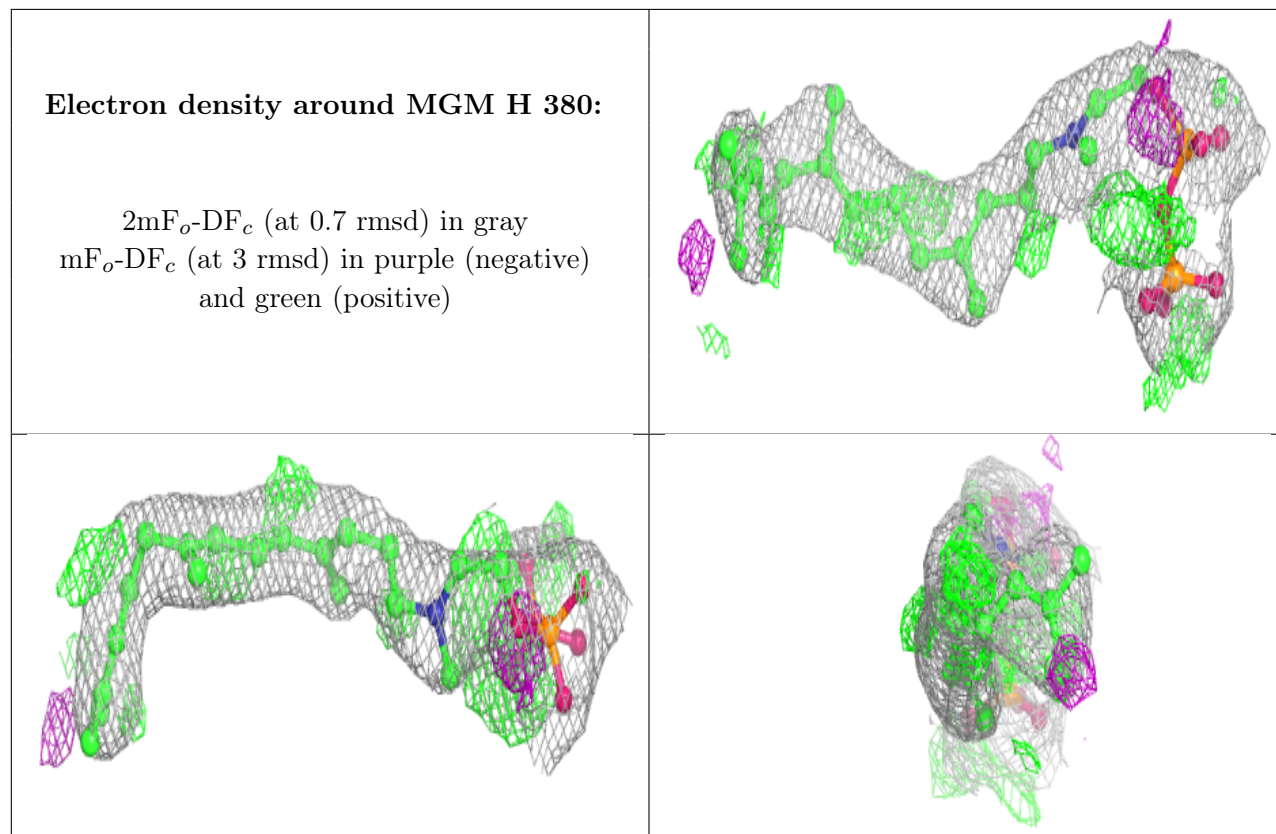 Electron density around MGM H 380:
2mFo-DFc (at 0.7 rmsd) in gray
mFo-DFc (at 3 rmsd) in purple (negative)
and green (positive)